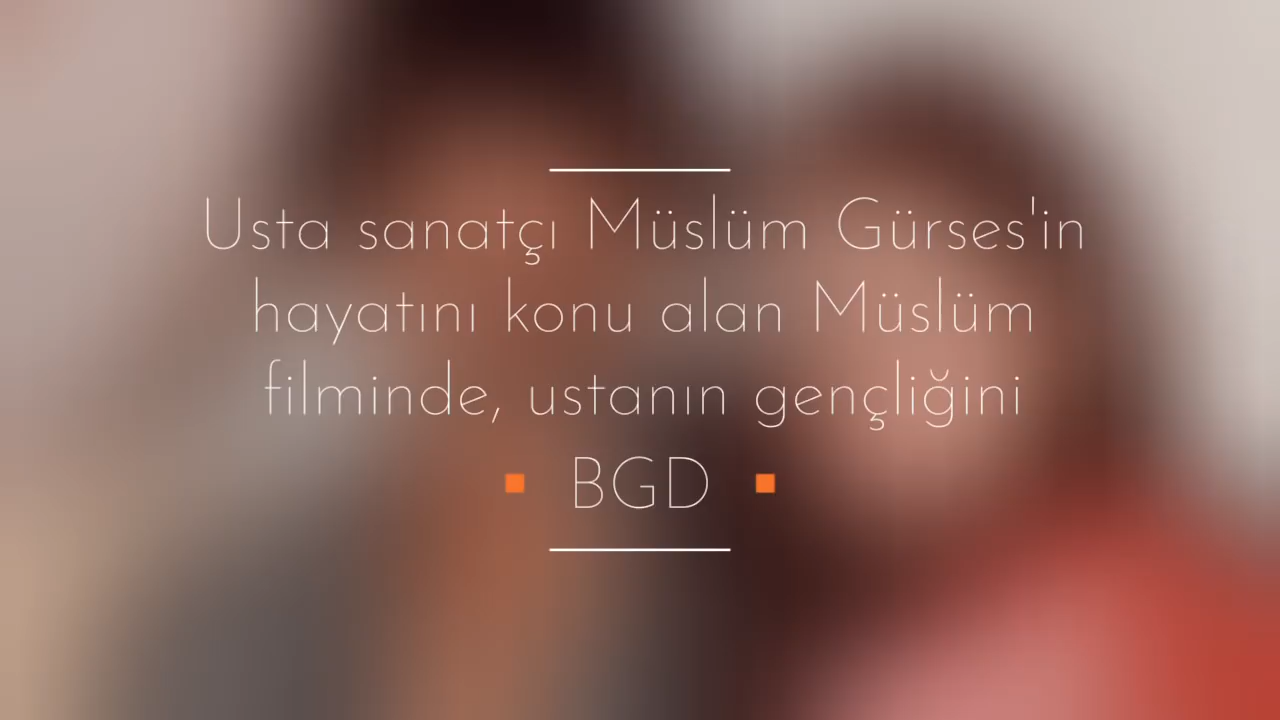 Usta sanatçı Müslüm Gürses'in
hayatını konu alan Müslüm
filminde, ustanın gençliğini
BGD